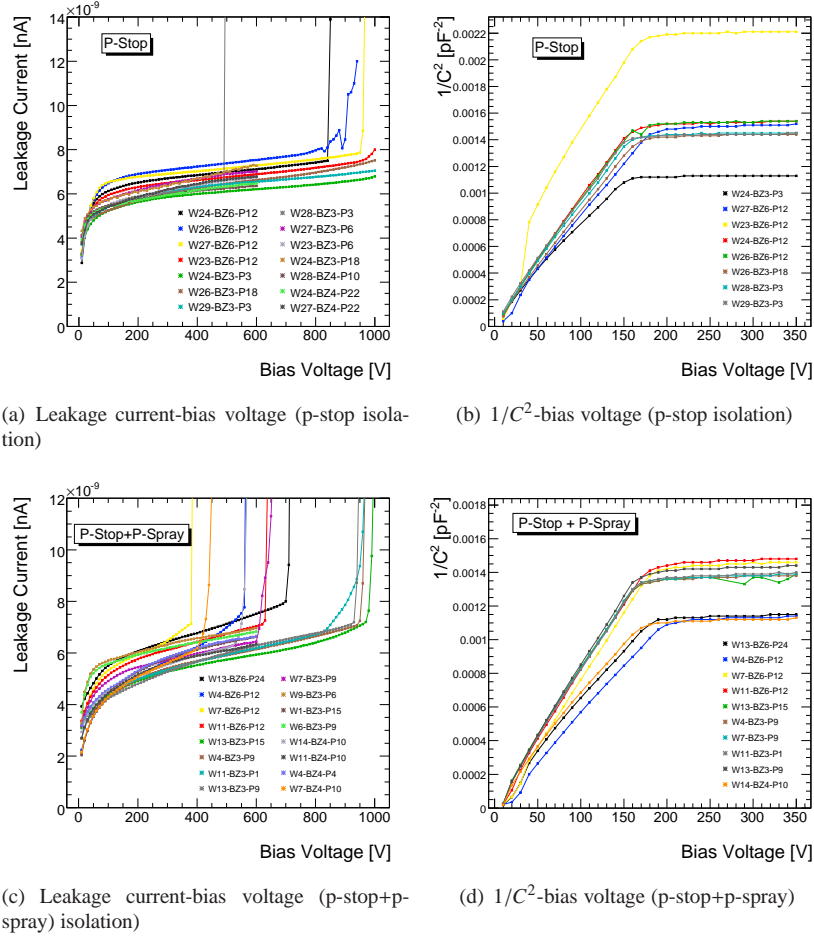 ×10⁻⁹
Leakage Current [nA]
14
12
10
8
6
4
2
0
P-Stop
W24-BZ6-P12
W26-BZ6-P12
W27-BZ6-P12
W23-BZ6-P12
W24-BZ3-P3
W26-BZ3-P18
W29-BZ3-P3
W28-BZ3-P3
W27-BZ3-P6
W23-BZ3-P6
W24-BZ3-P18
W28-BZ4-P10
W24-BZ4-P22
W27-BZ4-P22
0 200 400 600 800 1000
Bias Voltage [V]
(a) Leakage current-bias voltage (p-stop isola-
tion)
1/C² [pF⁻²]
0.0022
0.002
0.0018
0.0016
0.0014
0.0012
0.001
0.0008
0.0006
0.0004
0.0002
0
P-Stop
W24-BZ3-P3
W27-BZ6-P12
W23-BZ6-P12
W24-BZ6-P12
W26-BZ6-P12
W26-BZ3-P18
W28-BZ3-P3
W29-BZ3-P3
0 50 100 150 200 250 300 350
Bias Voltage [V]
(b) 1/C²-bias voltage (p-stop isolation)
×10⁻⁹
Leakage Current [nA]
12
10
8
6
4
2
0
P-Stop+P-Spray
W13-BZ6-P24
W4-BZ6-P12
W7-BZ6-P12
W11-BZ6-P12
W13-BZ3-P15
W4-BZ3-P9
W11-BZ3-P1
W13-BZ3-P9
W7-BZ3-P9
W9-BZ3-P6
W1-BZ3-P15
W6-BZ3-P9
W14-BZ4-P10
W11-BZ4-P10
W4-BZ4-P4
W7-BZ4-P10
0 200 400 600 800 1000
Bias Voltage [V]
(c) Leakage current-bias voltage (p-stop+p-
spray) isolation)
1/C² [pF⁻²]
0.0018
0.0016
0.0014
0.0012
0.001
0.0008
0.0006
0.0004
0.0002
0
P-Stop + P-Spray
W13-BZ6-P24
W4-BZ6-P12
W7-BZ6-P12
W11-BZ6-P12
W13-BZ3-P15
W4-BZ3-P9
W7-BZ3-P9
W11-BZ3-P1
W13-BZ3-P9
W14-BZ4-P10
0 50 100 150 200 250 300 350
Bias Voltage [V]
(d) 1/C²-bias voltage (p-stop+p-spray)